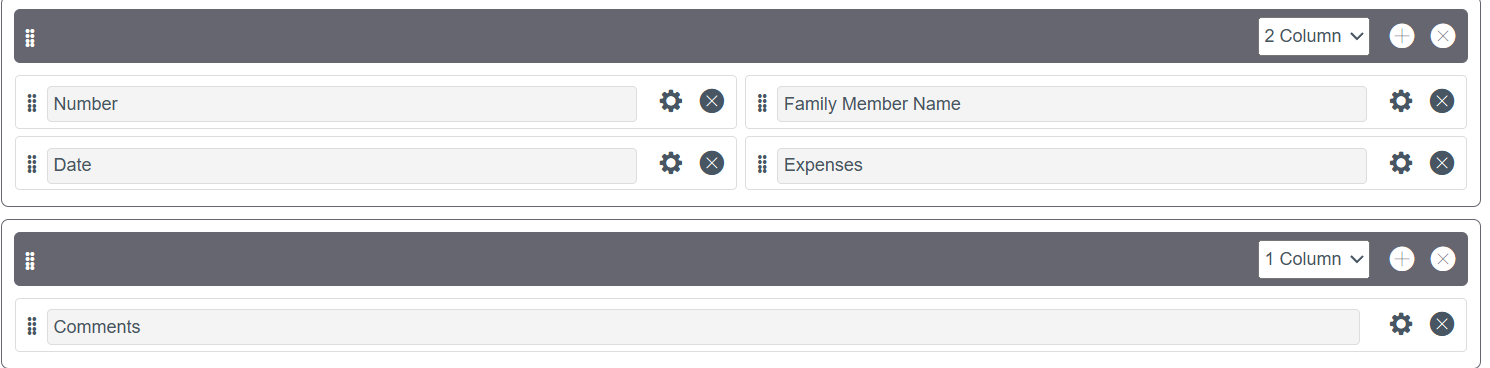 2 Column
Number
Family Member Name
Date
Expenses
1 Column
Comments